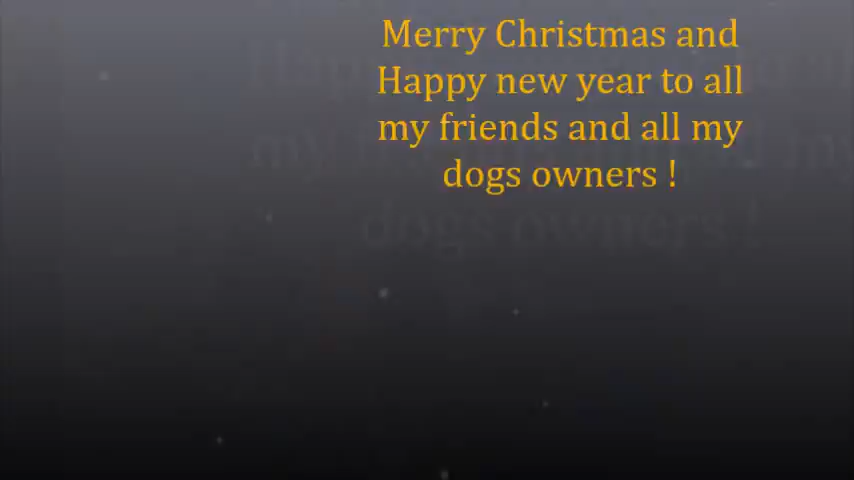 Merry Christmas and
Happy new year to all
my friends and all my
dogs owners !